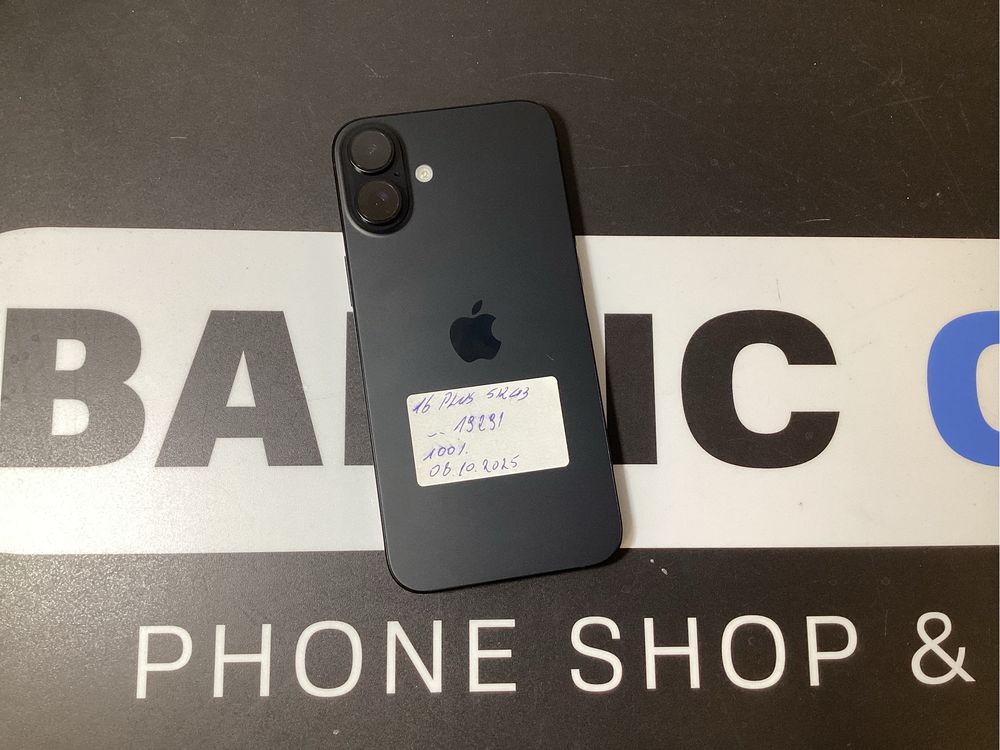 16 PLUS 512GB
-- 19291
100%.
06.10.2025
BA IC
PHONE SHOP &